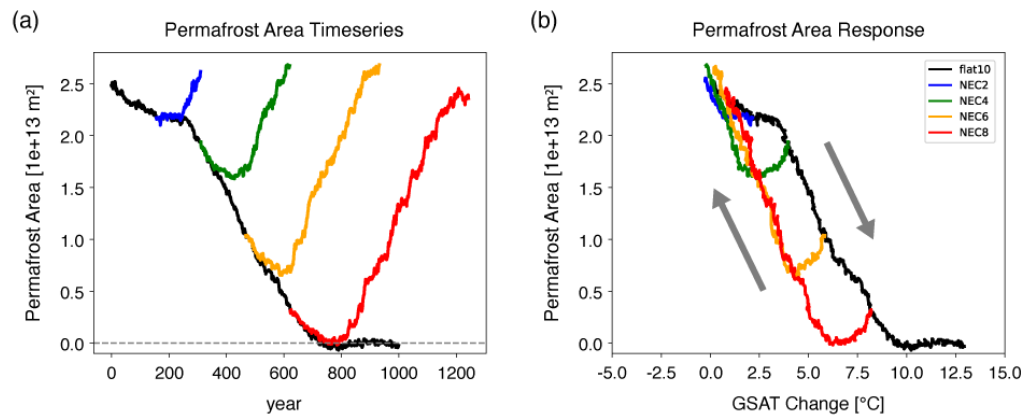 (a)
Permafrost Area Timeseries
Permafrost Area [1e+13 m²]
2.5
2.0
1.5
1.0
0.5
0.0
0 200 400 600 800 1000 1200
year
(b)
Permafrost Area Response
Permafrost Area [1e+13 m²]
2.5
2.0
1.5
1.0
0.5
0.0
flat10
NEC2
NEC4
NEC6
NEC8
-5.0 -2.5 0.0 2.5 5.0 7.5 10.0 12.5 15.0
GSAT Change [°C]